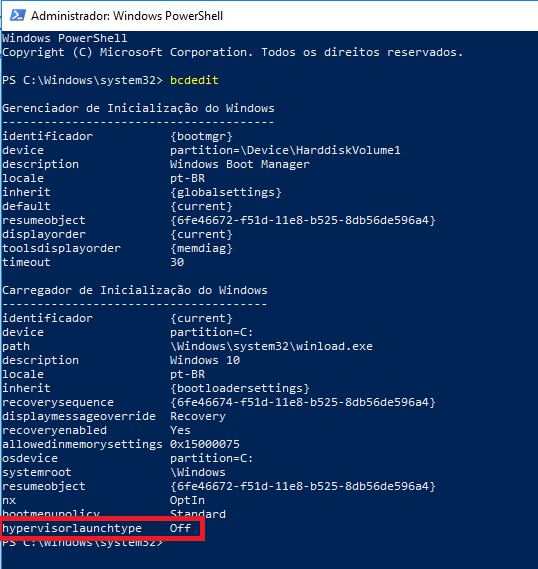 Administrador: Windows PowerShell
Windows PowerShell
Copyright (C) Microsoft Corporation. Todos os direitos reservados.
PS C:\Windows\system32> bcdedit
Gerenciador de Inicialização do Windows
---------------------------------------
identificador {bootmgr}
device partition=\Device\HarddiskVolume1
description Windows Boot Manager
locale pt-BR
inherit {globalsettings}
default {current}
resumeobject {6fe46672-f51d-11e8-b525-8db56de596a4}
displayorder {current}
toolsdisplayorder {memdiag}
timeout 30
Carregador de Inicialização do Windows
--------------------------------------
identificador {current}
device partition=C:
path \Windows\system32\winload.exe
description Windows 10
locale pt-BR
inherit {bootloadersettings}
recoverysequence {6fe46674-f51d-11e8-b525-8db56de596a4}
displaymessageoverride Recovery
recoveryenabled Yes
allowedinmemorysettings 0x15000075
osdevice partition=C:
systemroot \Windows
resumeobject {6fe46672-f51d-11e8-b525-8db56de596a4}
nx OptIn
bootmenupolicy Standard
hypervisorlaunchtype Off
PS C:\Windows\system32>